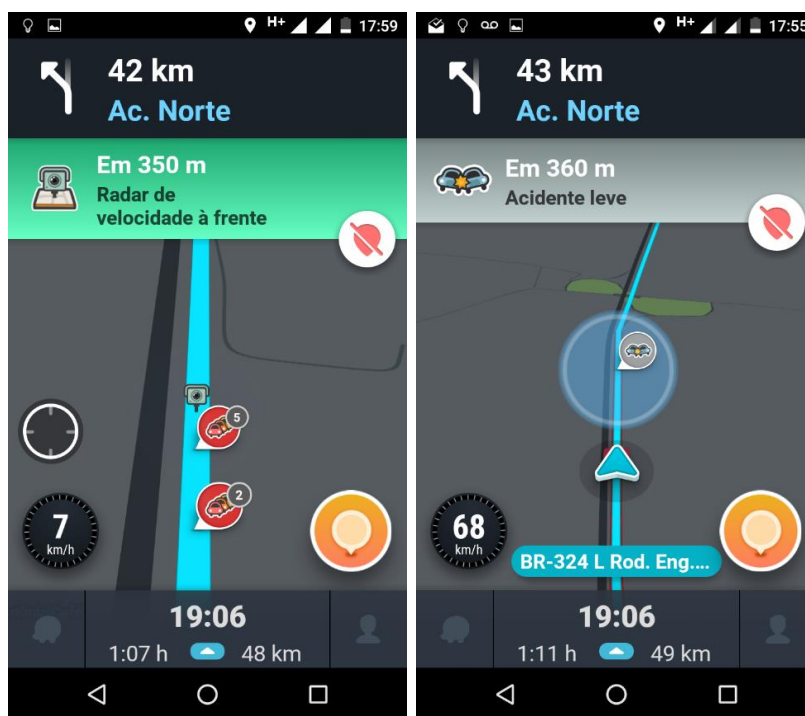 H+ 17:59
42 km
Ac. Norte
Em 350 m
Radar de
velocidade à frente
5
2
7
km/h
19:06
1:07 h 48 km
H+ 17:55
43 km
Ac. Norte
Em 360 m
Acidente leve
68
km/h
BR-324 L Rod. Eng....
19:06
1:11 h 49 km